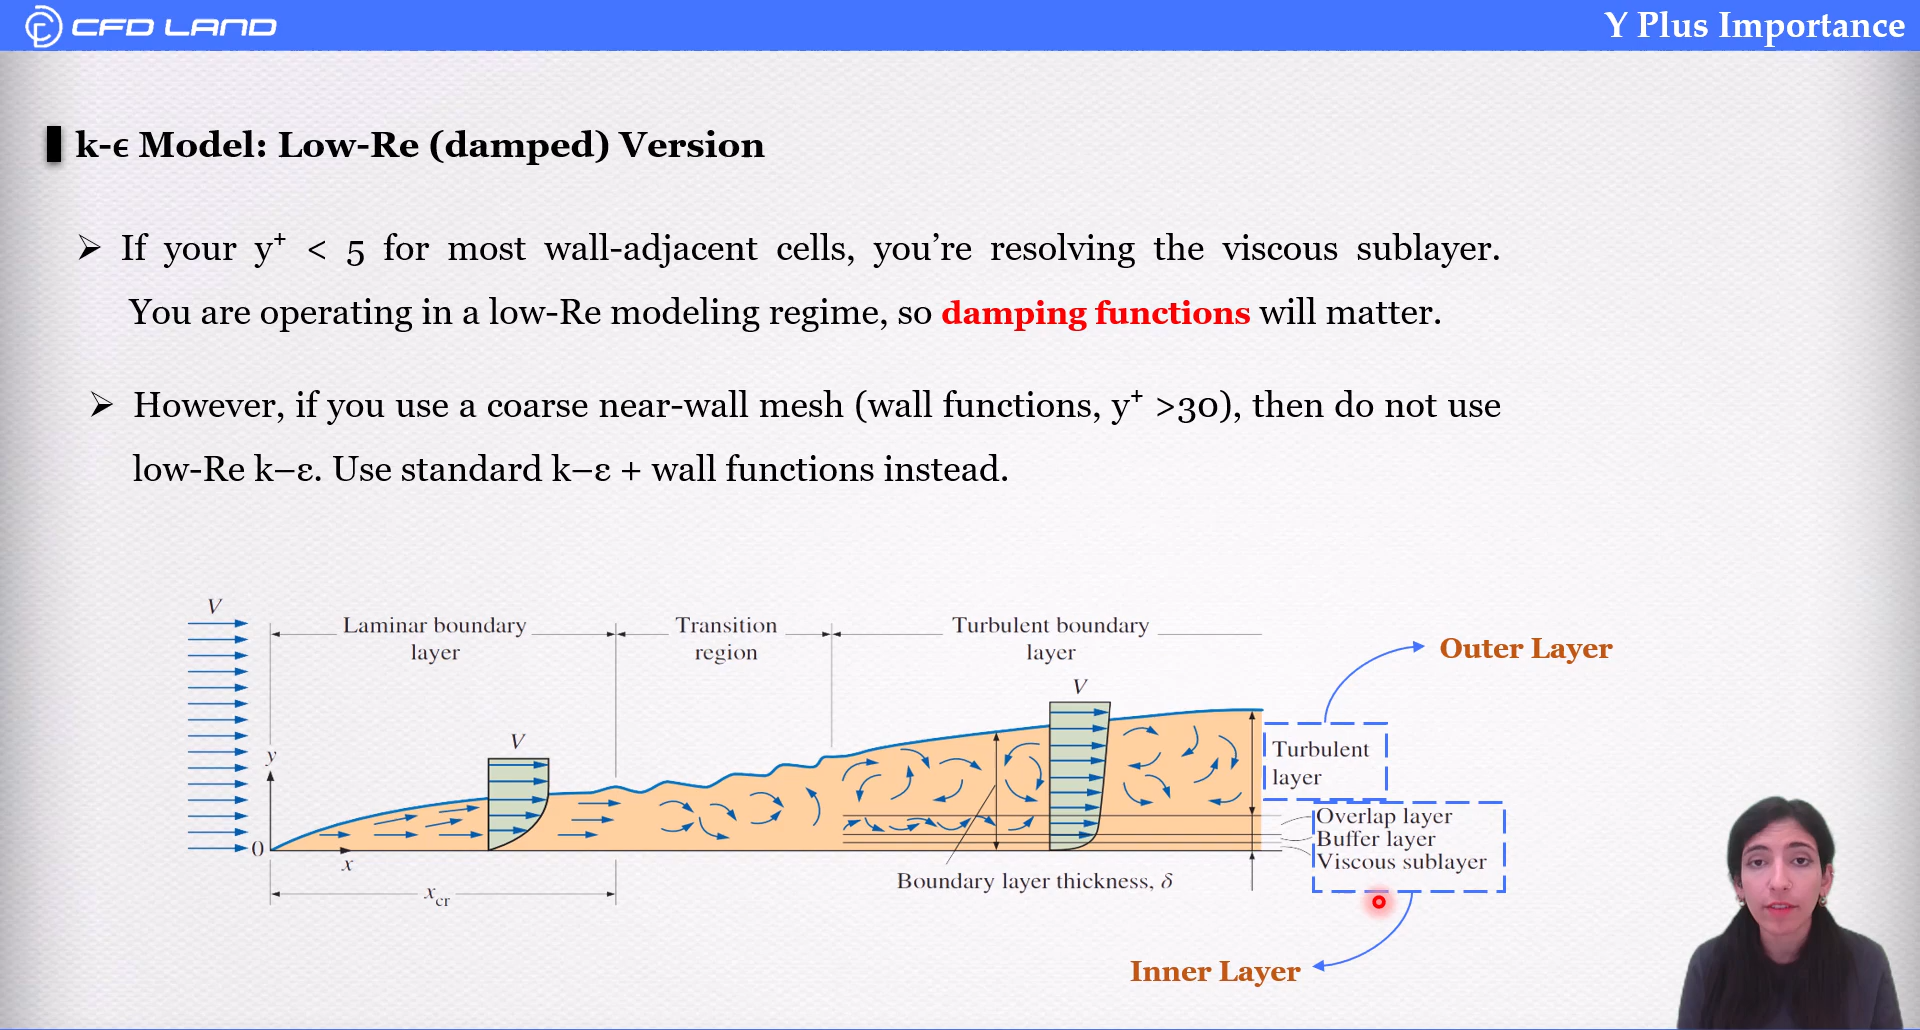 CFD LAND
Y Plus Importance
k-ϵ Model: Low-Re (damped) Version
➢ If your y⁺ < 5 for most wall-adjacent cells, you’re resolving the viscous sublayer.
You are operating in a low-Re modeling regime, so damping functions will matter.
➢ However, if you use a coarse near-wall mesh (wall functions, y⁺ >30), then do not use
low-Re k–ε. Use standard k–ε + wall functions instead.
V
Laminar boundary
layer
Transition
region
Turbulent boundary
layer
Outer Layer
V
V
y
Turbulent
layer
Overlap layer
Buffer layer
Viscous sublayer
0
x
Boundary layer thickness, δ
xcr
Inner Layer